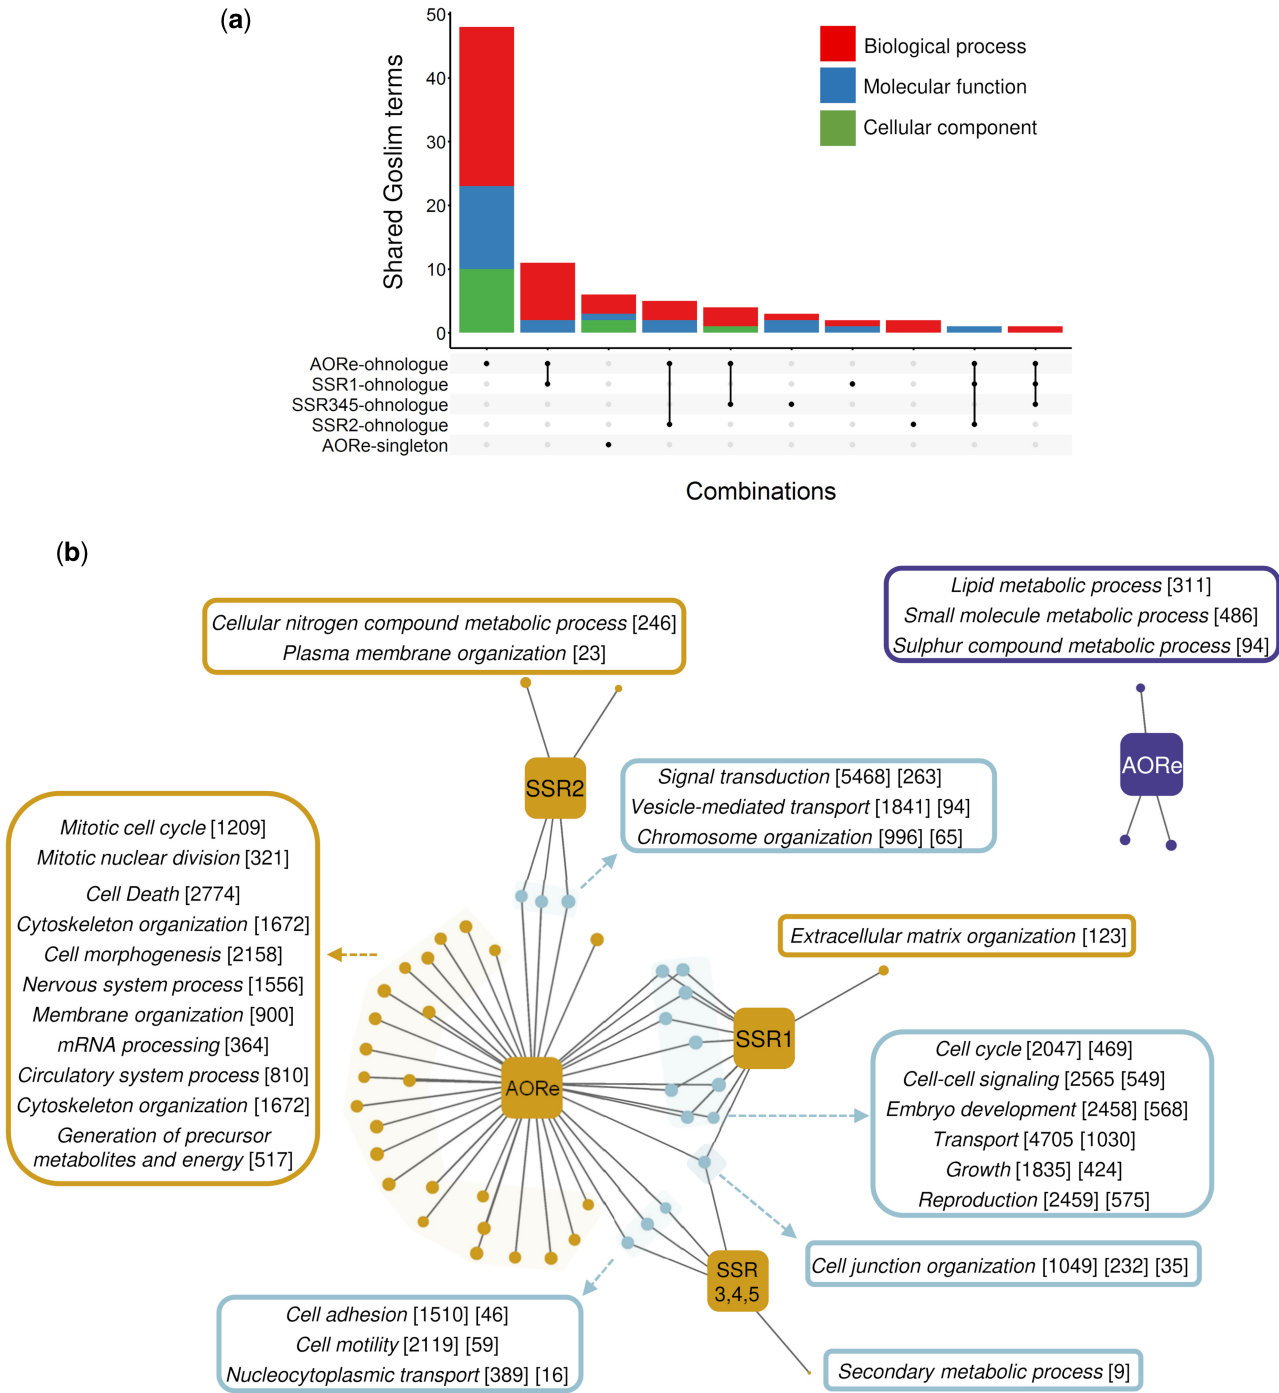 (a)
50
40
30
20
10
0
Shared Goslim terms
Biological process
Molecular function
Cellular component
AORe-ohnologue
SSR1-ohnologue
SSR345-ohnologue
SSR2-ohnologue
AORe-singleton
Combinations
(b)
Lipid metabolic process [311]
Small molecule metabolic process [486]
Sulphur compound metabolic process [94]
Cellular nitrogen compound metabolic process [246]
Plasma membrane organization [23]
AORe
SSR2
Signal transduction [5468] [263]
Vesicle-mediated transport [1841] [94]
Chromosome organization [996] [65]
Mitotic cell cycle [1209]
Mitotic nuclear division [321]
Cell Death [2774]
Cytoskeleton organization [1672]
Cell morphogenesis [2158]
Nervous system process [1556]
Membrane organization [900]
mRNA processing [364]
Circulatory system process [810]
Cytoskeleton organization [1672]
Generation of precursor
metabolites and energy [517]
Extracellular matrix organization [123]
SSR1
AORe
Cell cycle [2047] [469]
Cell-cell signaling [2565] [549]
Embryo development [2458] [568]
Transport [4705] [1030]
Growth [1835] [424]
Reproduction [2459] [575]
Cell junction organization [1049] [232] [35]
SSR
3,4,5
Cell adhesion [1510] [46]
Cell motility [2119] [59]
Nucleocytoplasmic transport [389] [16]
Secondary metabolic process [9]